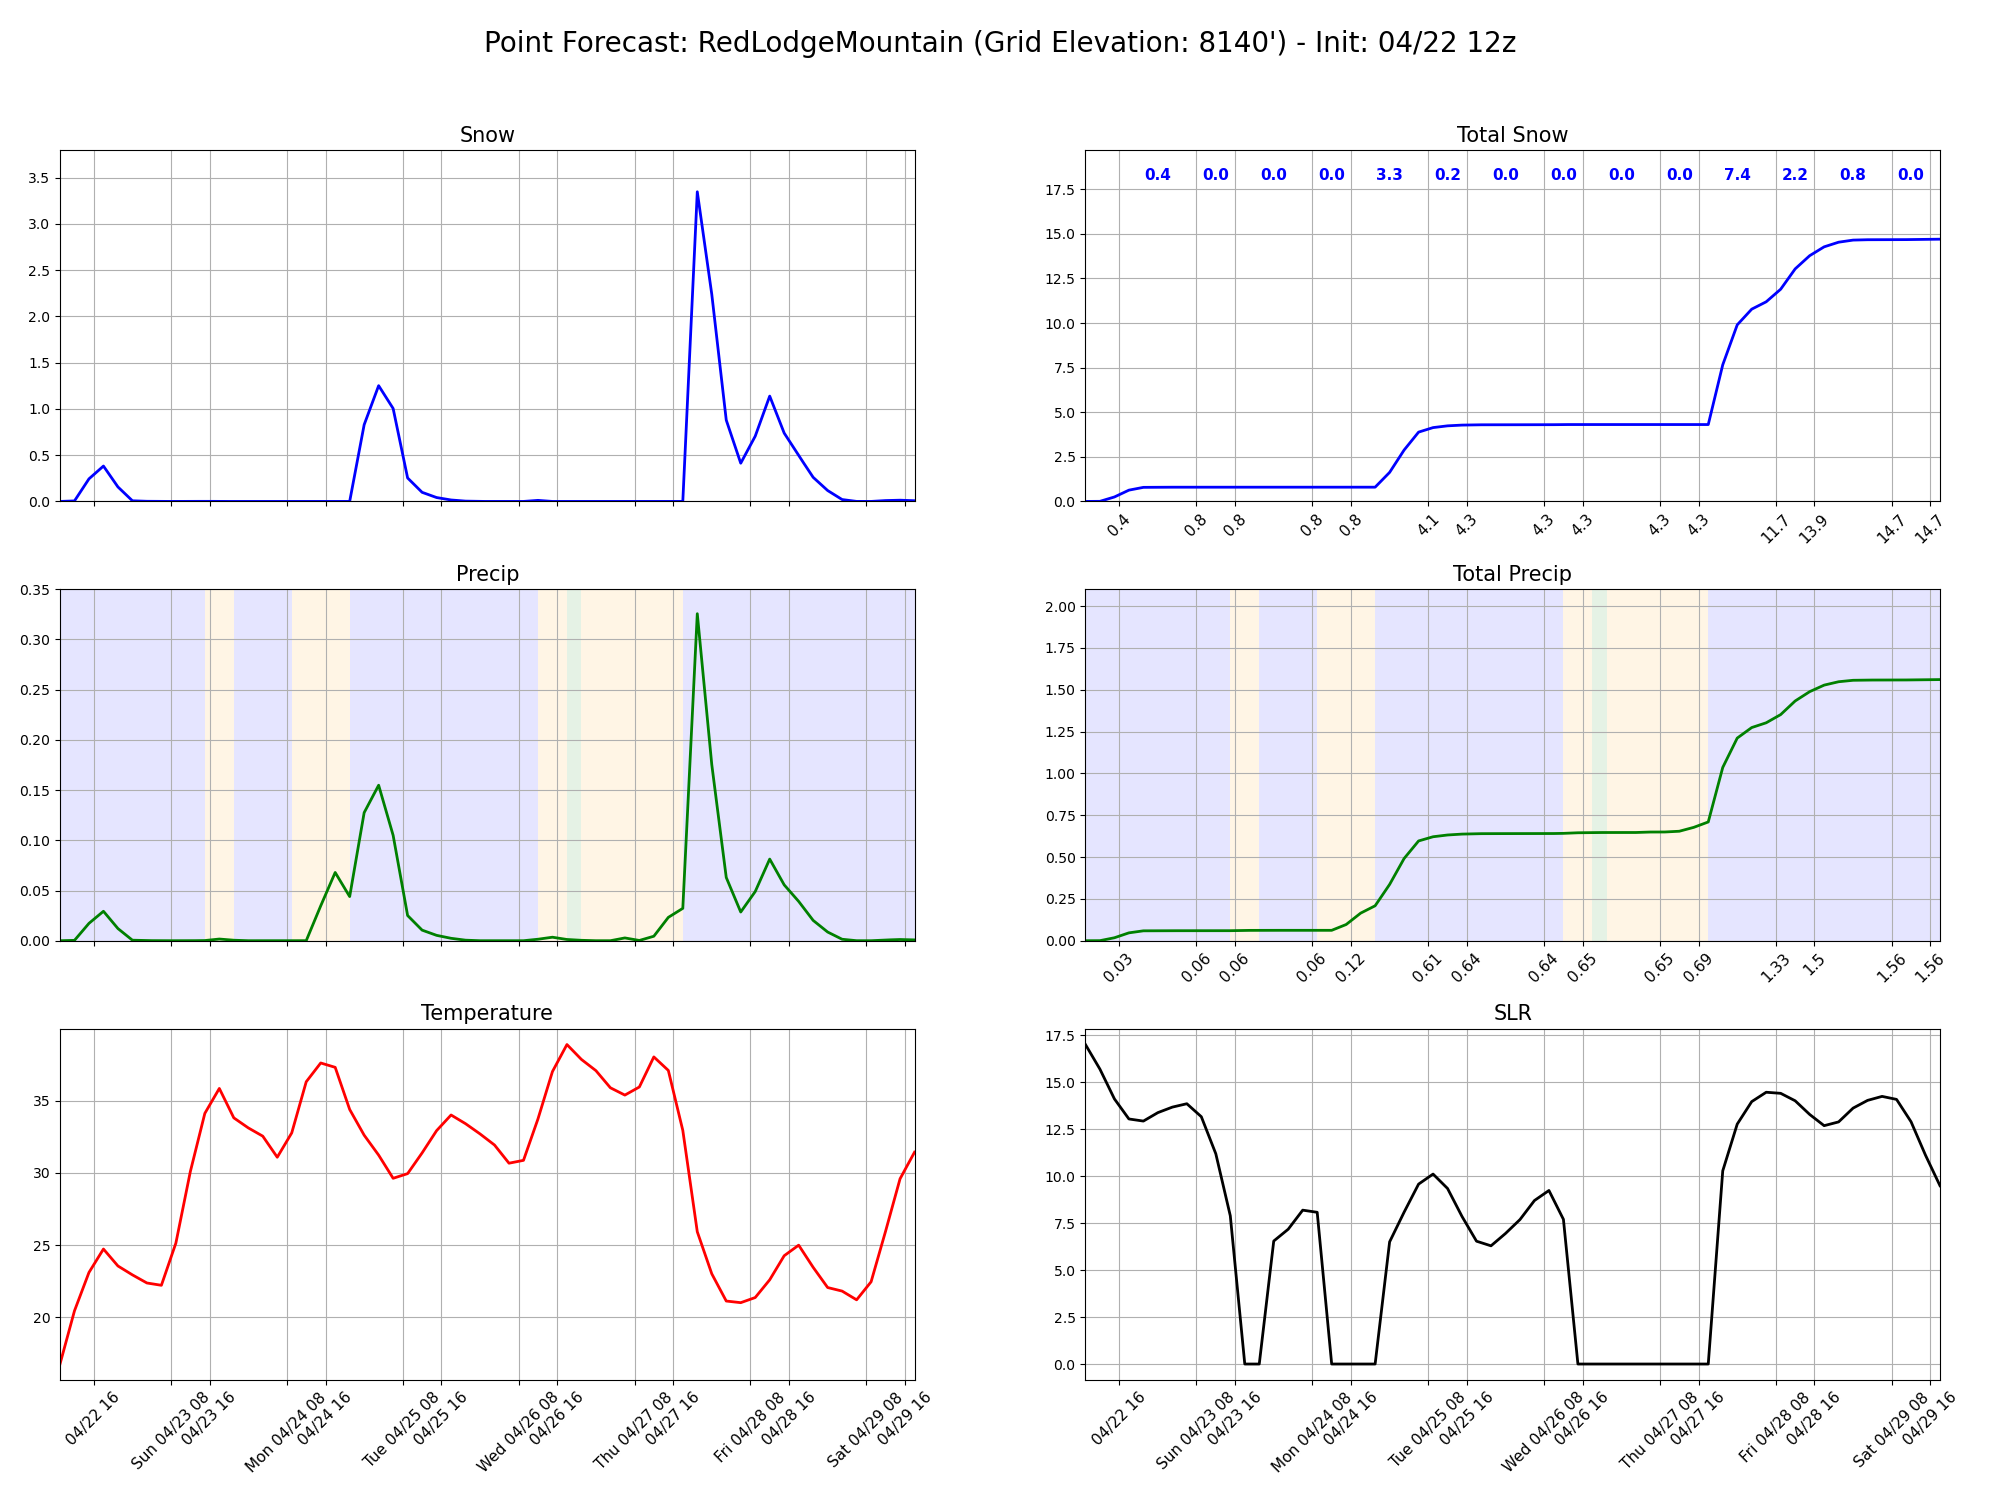 Point Forecast: RedLodgeMountain (Grid Elevation: 8140') - Init: 04/22 12z
Snow
3.5
3.0
2.5
2.0
1.5
1.0
0.5
0.0
Total Snow
0.4 0.0 0.0 0.0 3.3 0.2 0.0 0.0 0.0 0.0 7.4 2.2 0.8 0.0
17.5
15.0
12.5
10.0
7.5
5.0
2.5
0.0
0.4 0.8 0.8 0.8 0.8 4.1 4.3 4.3 4.3 4.3 4.3 11.7 13.9 14.7 14.7
Precip
0.35
0.30
0.25
0.20
0.15
0.10
0.05
0.00
Total Precip
2.00
1.75
1.50
1.25
1.00
0.75
0.50
0.25
0.00
0.03 0.06 0.06 0.06 0.12 0.61 0.64 0.64 0.65 0.65 0.69 1.33 1.5 1.56 1.56
Temperature
35
30
25
20
04/22 16
Sun 04/23 08
04/23 16
Mon 04/24 08
04/24 16
Tue 04/25 08
04/25 16
Wed 04/26 08
04/26 16
Thu 04/27 08
04/27 16
Fri 04/28 08
04/28 16
Sat 04/29 08
04/29 16
SLR
17.5
15.0
12.5
10.0
7.5
5.0
2.5
0.0
04/22 16
Sun 04/23 08
04/23 16
Mon 04/24 08
04/24 16
Tue 04/25 08
04/25 16
Wed 04/26 08
04/26 16
Thu 04/27 08
04/27 16
Fri 04/28 08
04/28 16
Sat 04/29 08
04/29 16